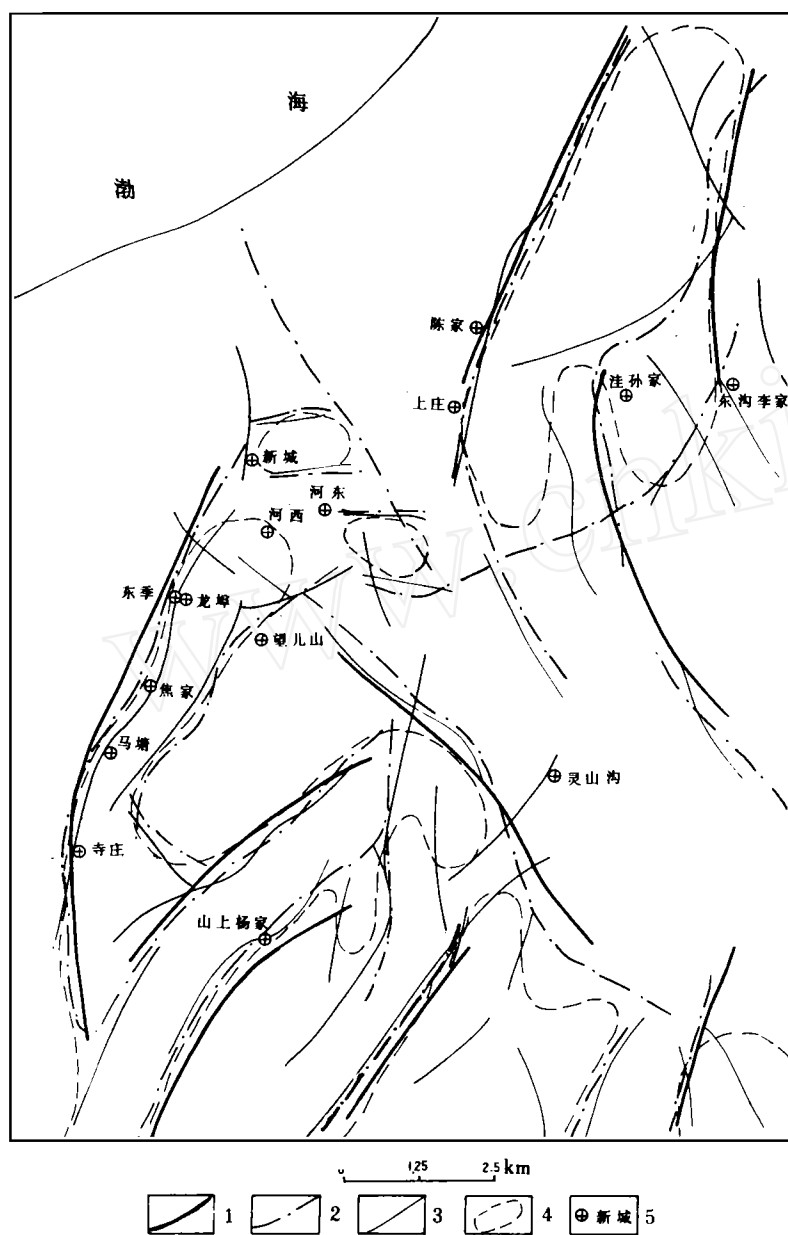 海
渤
陈家
洼孙家
上庄
东沟李家
新城
河东
河西
东季
龙埠
望儿山
焦家
马塘
灵山沟
寺庄
山上杨家
0 1.25 2.5 km
1 2 3 4 新城 5
www.cnki